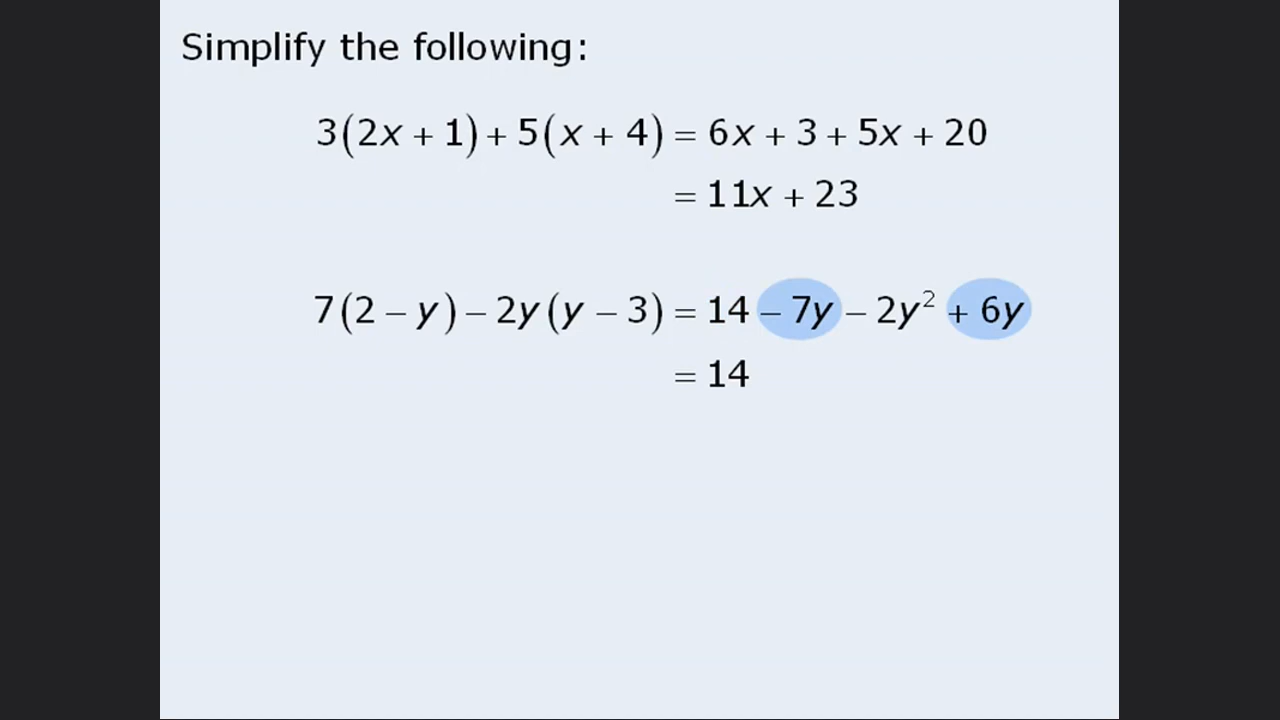 Simplify the following:
3(2x + 1) + 5(x + 4) = 6x + 3 + 5x + 20
= 11x + 23
7(2 – y) – 2y(y – 3) = 14 – 7y – 2y² + 6y
= 14